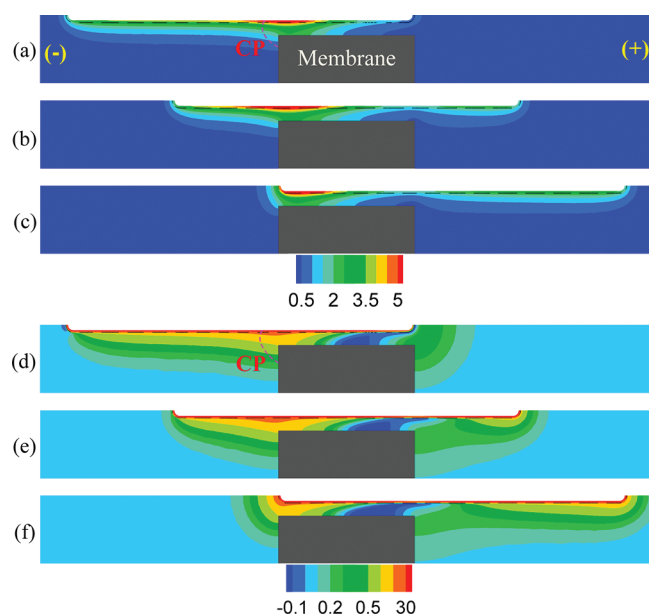 (a)
(-)
CP
Membrane
(+)
(b)
(c)
0.5 2 3.5 5
(d)
CP
(e)
(f)
-0.1 0.2 0.5 30